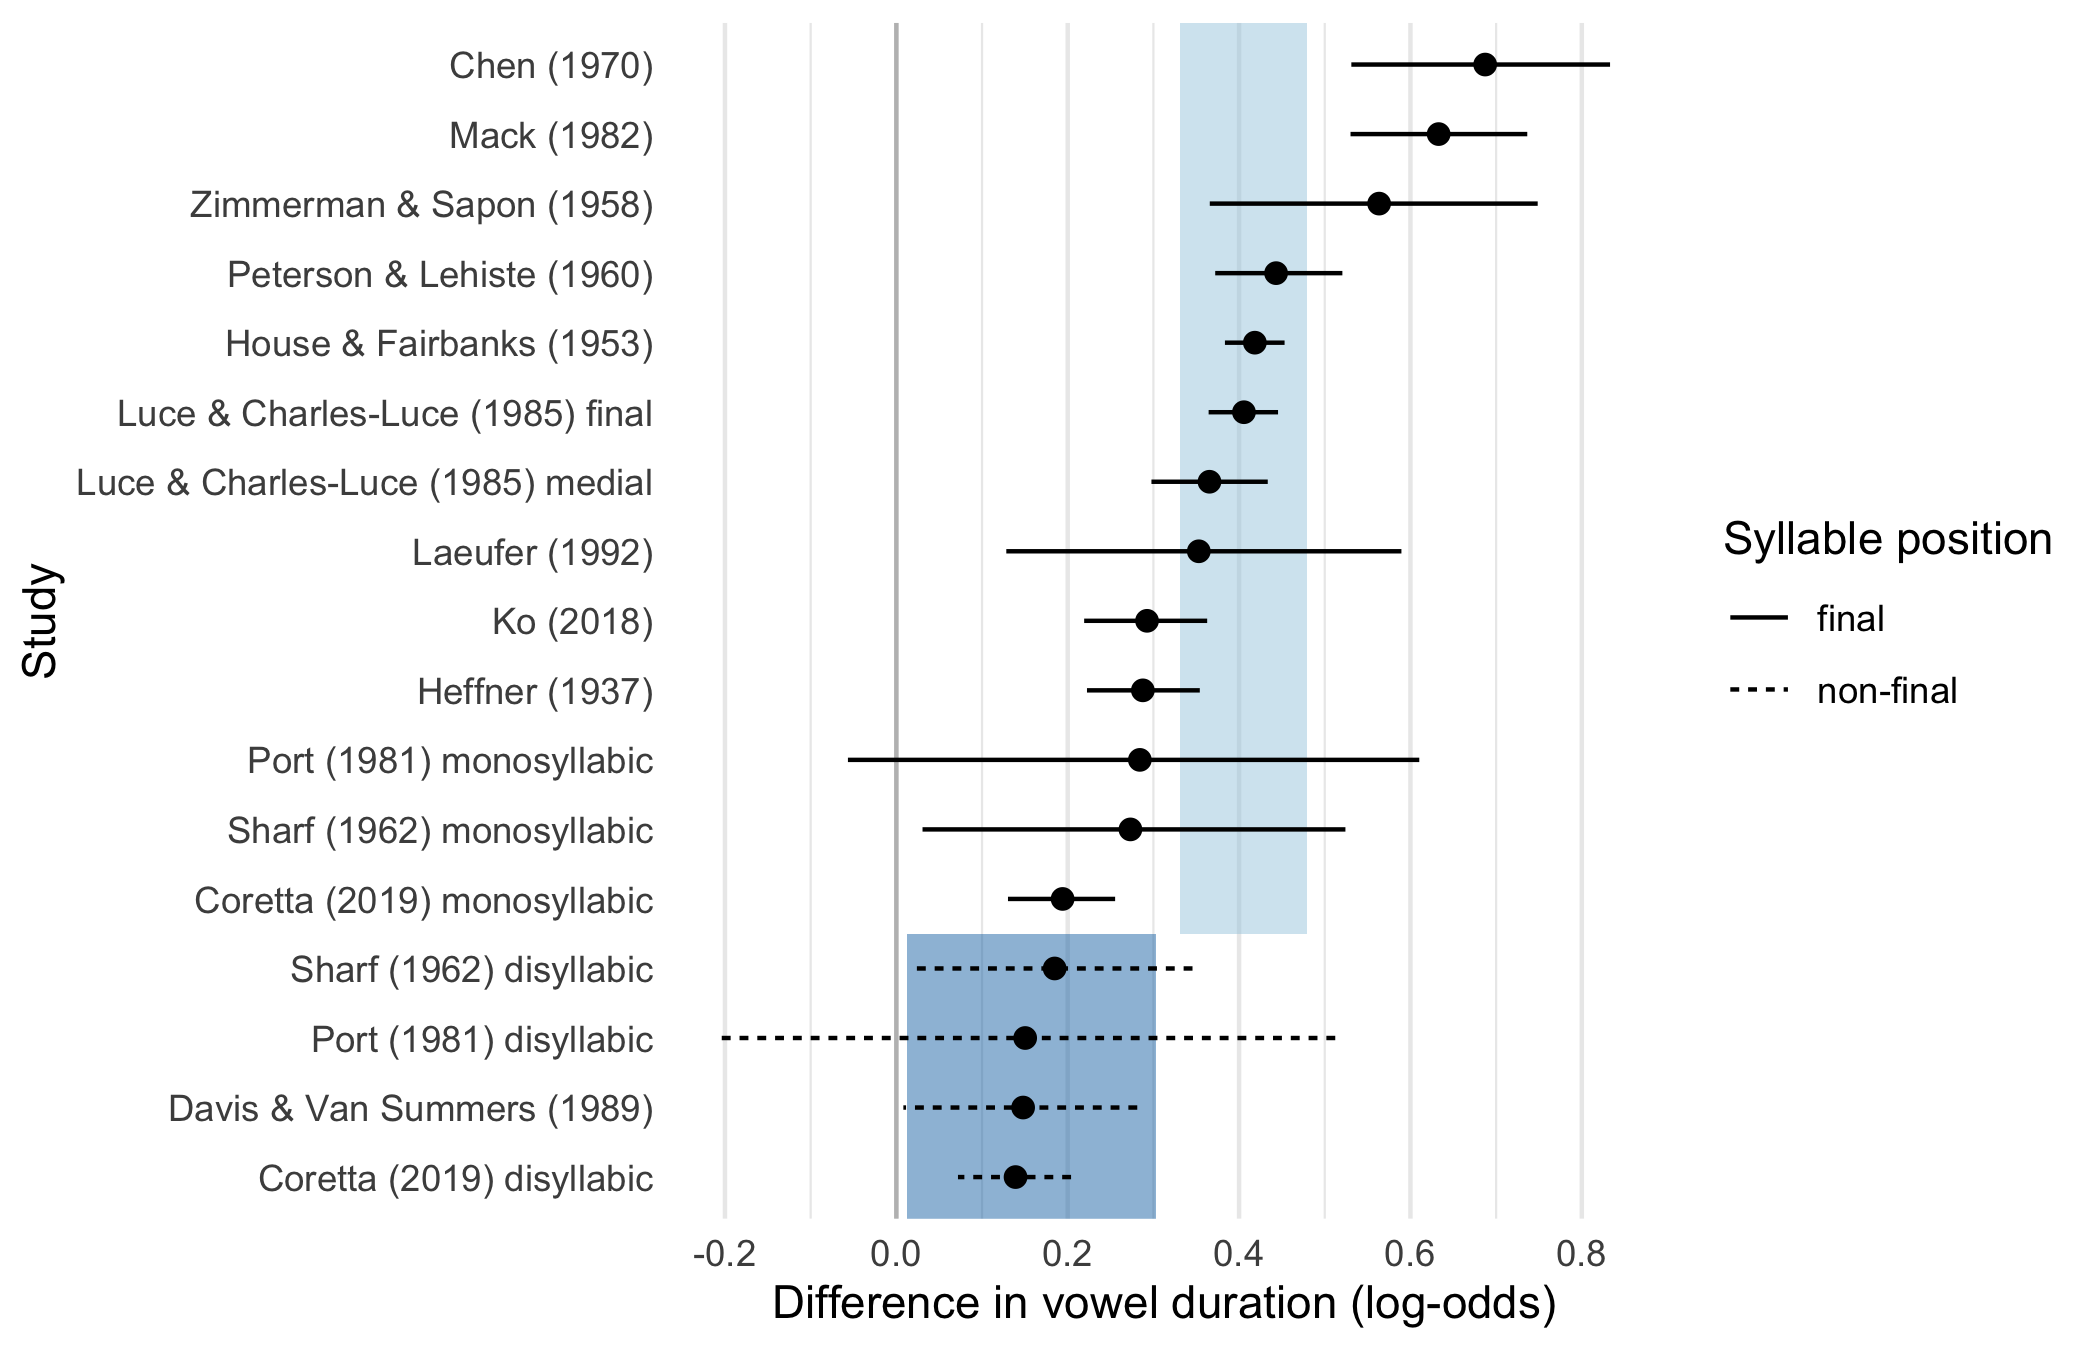 Chen (1970)
Mack (1982)
Zimmerman & Sapon (1958)
Peterson & Lehiste (1960)
House & Fairbanks (1953)
Luce & Charles-Luce (1985) final
Luce & Charles-Luce (1985) medial
Laeufer (1992)
Ko (2018)
Heffner (1937)
Port (1981) monosyllabic
Sharf (1962) monosyllabic
Coretta (2019) monosyllabic
Sharf (1962) disyllabic
Port (1981) disyllabic
Davis & Van Summers (1989)
Coretta (2019) disyllabic
Study
-0.2 0.0 0.2 0.4 0.6 0.8
Difference in vowel duration (log-odds)
Syllable position
final
non-final